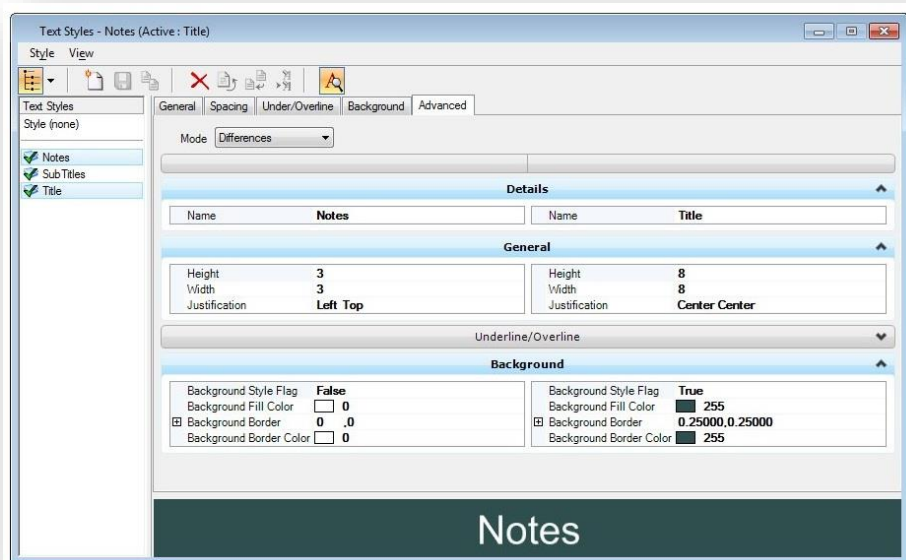 Text Styles - Notes (Active : Title)
Style View
Text Styles
Style (none)
Notes
SubTitles
Title
General Spacing Under/Overline Background Advanced
Mode Differences
Details
Name Notes Name Title
General
Height 3 Height 8
Width 3 Width 8
Justification Left Top Justification Center Center
Underline/Overline
Background
Background Style Flag False Background Style Flag True
Background Fill Color 0 Background Fill Color 255
Background Border 0 ,0 Background Border 0.25000,0.25000
Background Border Color 0 Background Border Color 255
Notes